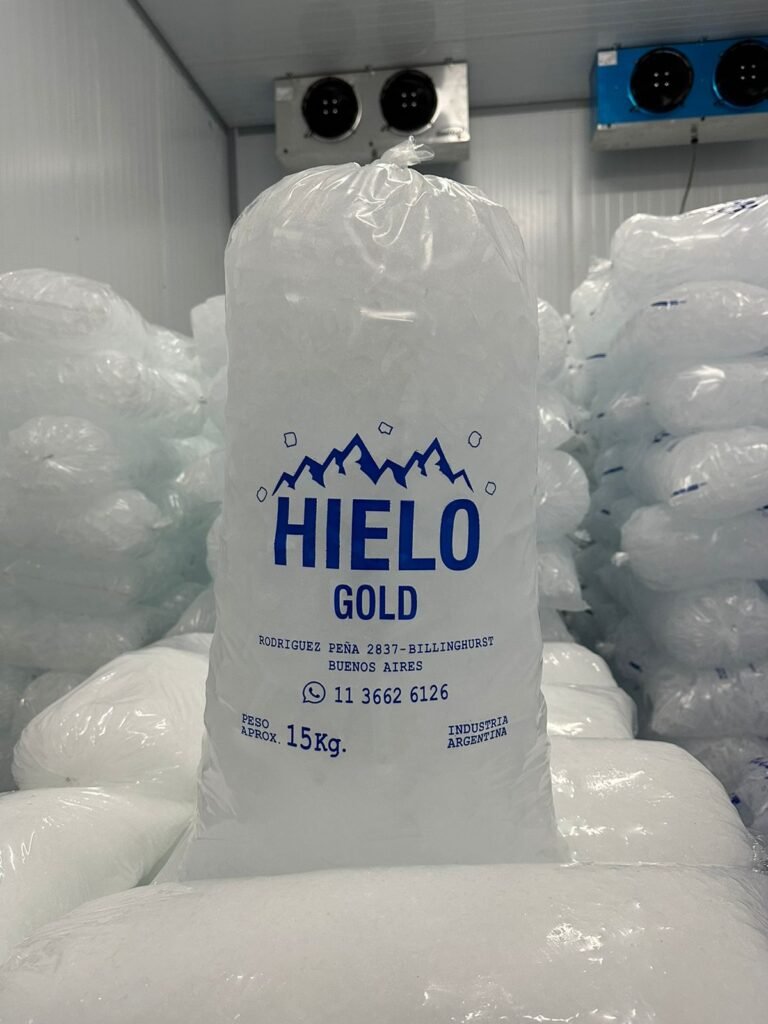 HIELO
GOLD
RODRIGUEZ PEÑA 2837-BILLINGHURST
BUENOS AIRES
11 3662 6126
PESO
APROX. 15Kg.
INDUSTRIA
ARGENTINA